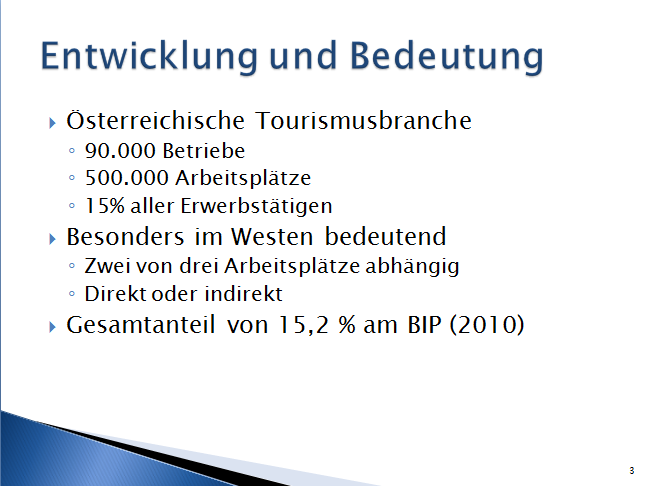 Entwicklung und Bedeutung
Österreichische Tourismusbranche
90.000 Betriebe
500.000 Arbeitsplätze
15% aller Erwerbstätigen
Besonders im Westen bedeutend
Zwei von drei Arbeitsplätze abhängig
Direkt oder indirekt
Gesamtanteil von 15,2 % am BIP (2010)
3